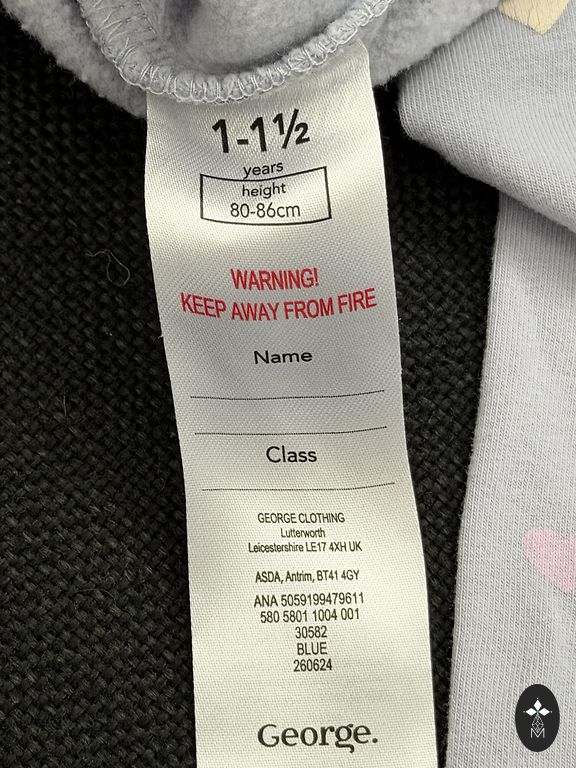 1-1½
years
height
80-86cm
WARNING!
KEEP AWAY FROM FIRE
Name
Class
GEORGE CLOTHING
Lutterworth
Leicestershire LE17 4XH UK
ASDA, Antrim, BT41 4GY
ANA 5059199479611
580 5801 1004 001
30582
BLUE
260624
George.
M